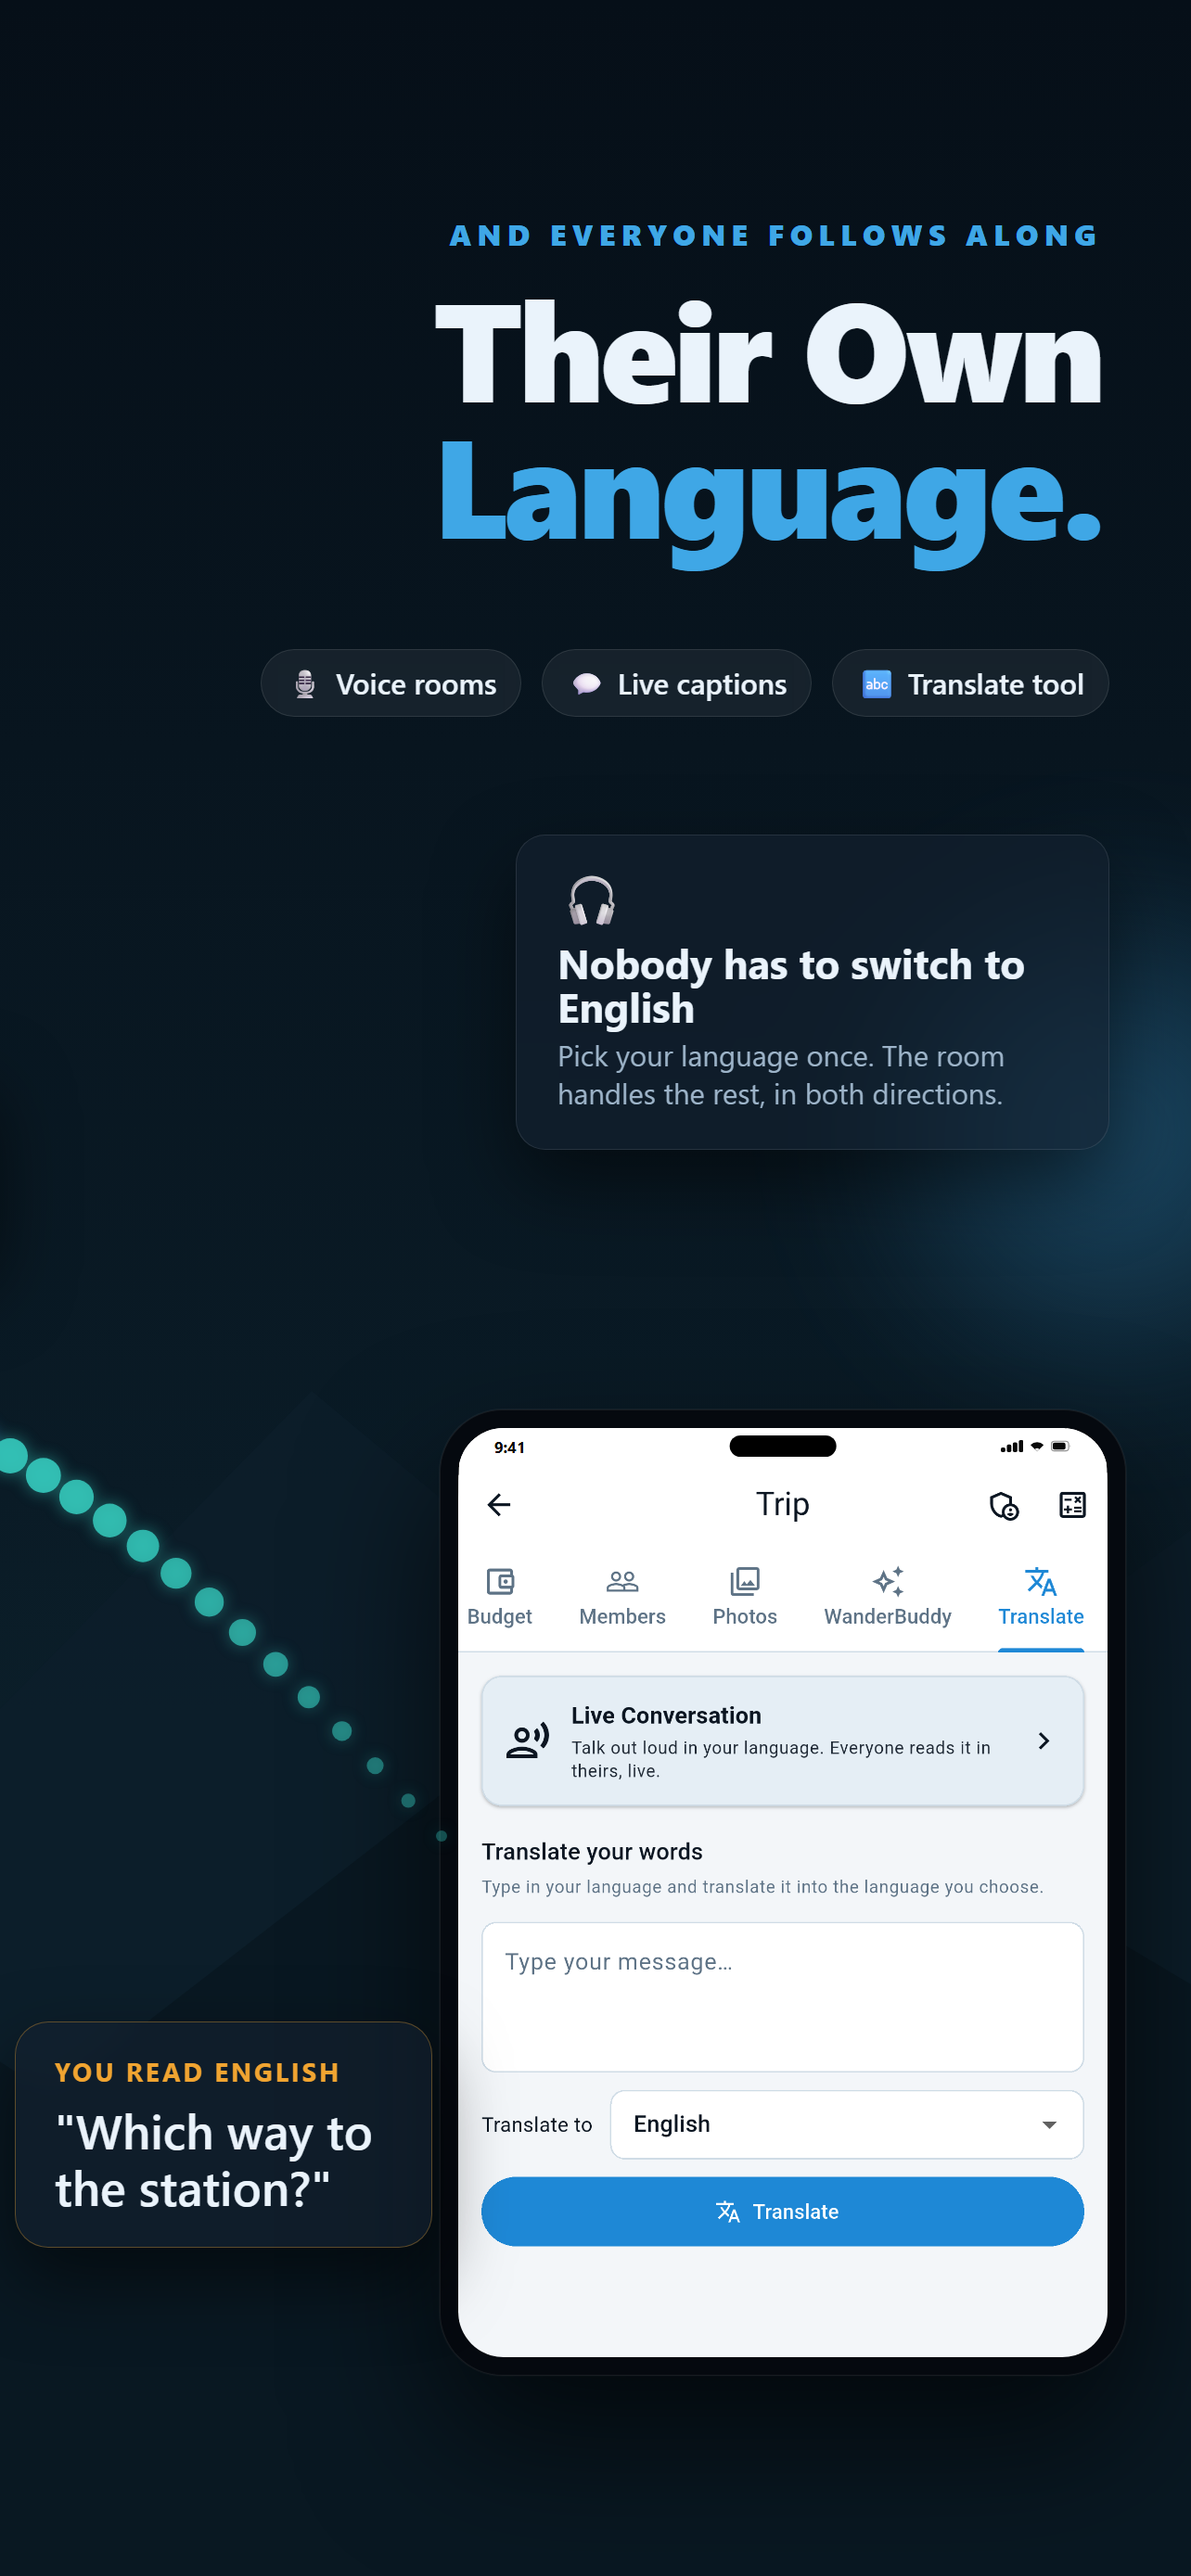 AND EVERYONE FOLLOWS ALONG
Their Own
Language.
Voice rooms
Live captions
abc
Translate tool
Nobody has to switch to
English
Pick your language once. The room
handles the rest, in both directions.
9:41
Trip
Budget
Members
Photos
WanderBuddy
Translate
Live Conversation
Talk out loud in your language. Everyone reads it in
theirs, live.
Translate your words
Type in your language and translate it into the language you choose.
Type your message…
YOU READ ENGLISH
"Which way to
the station?"
Translate to
English
Translate